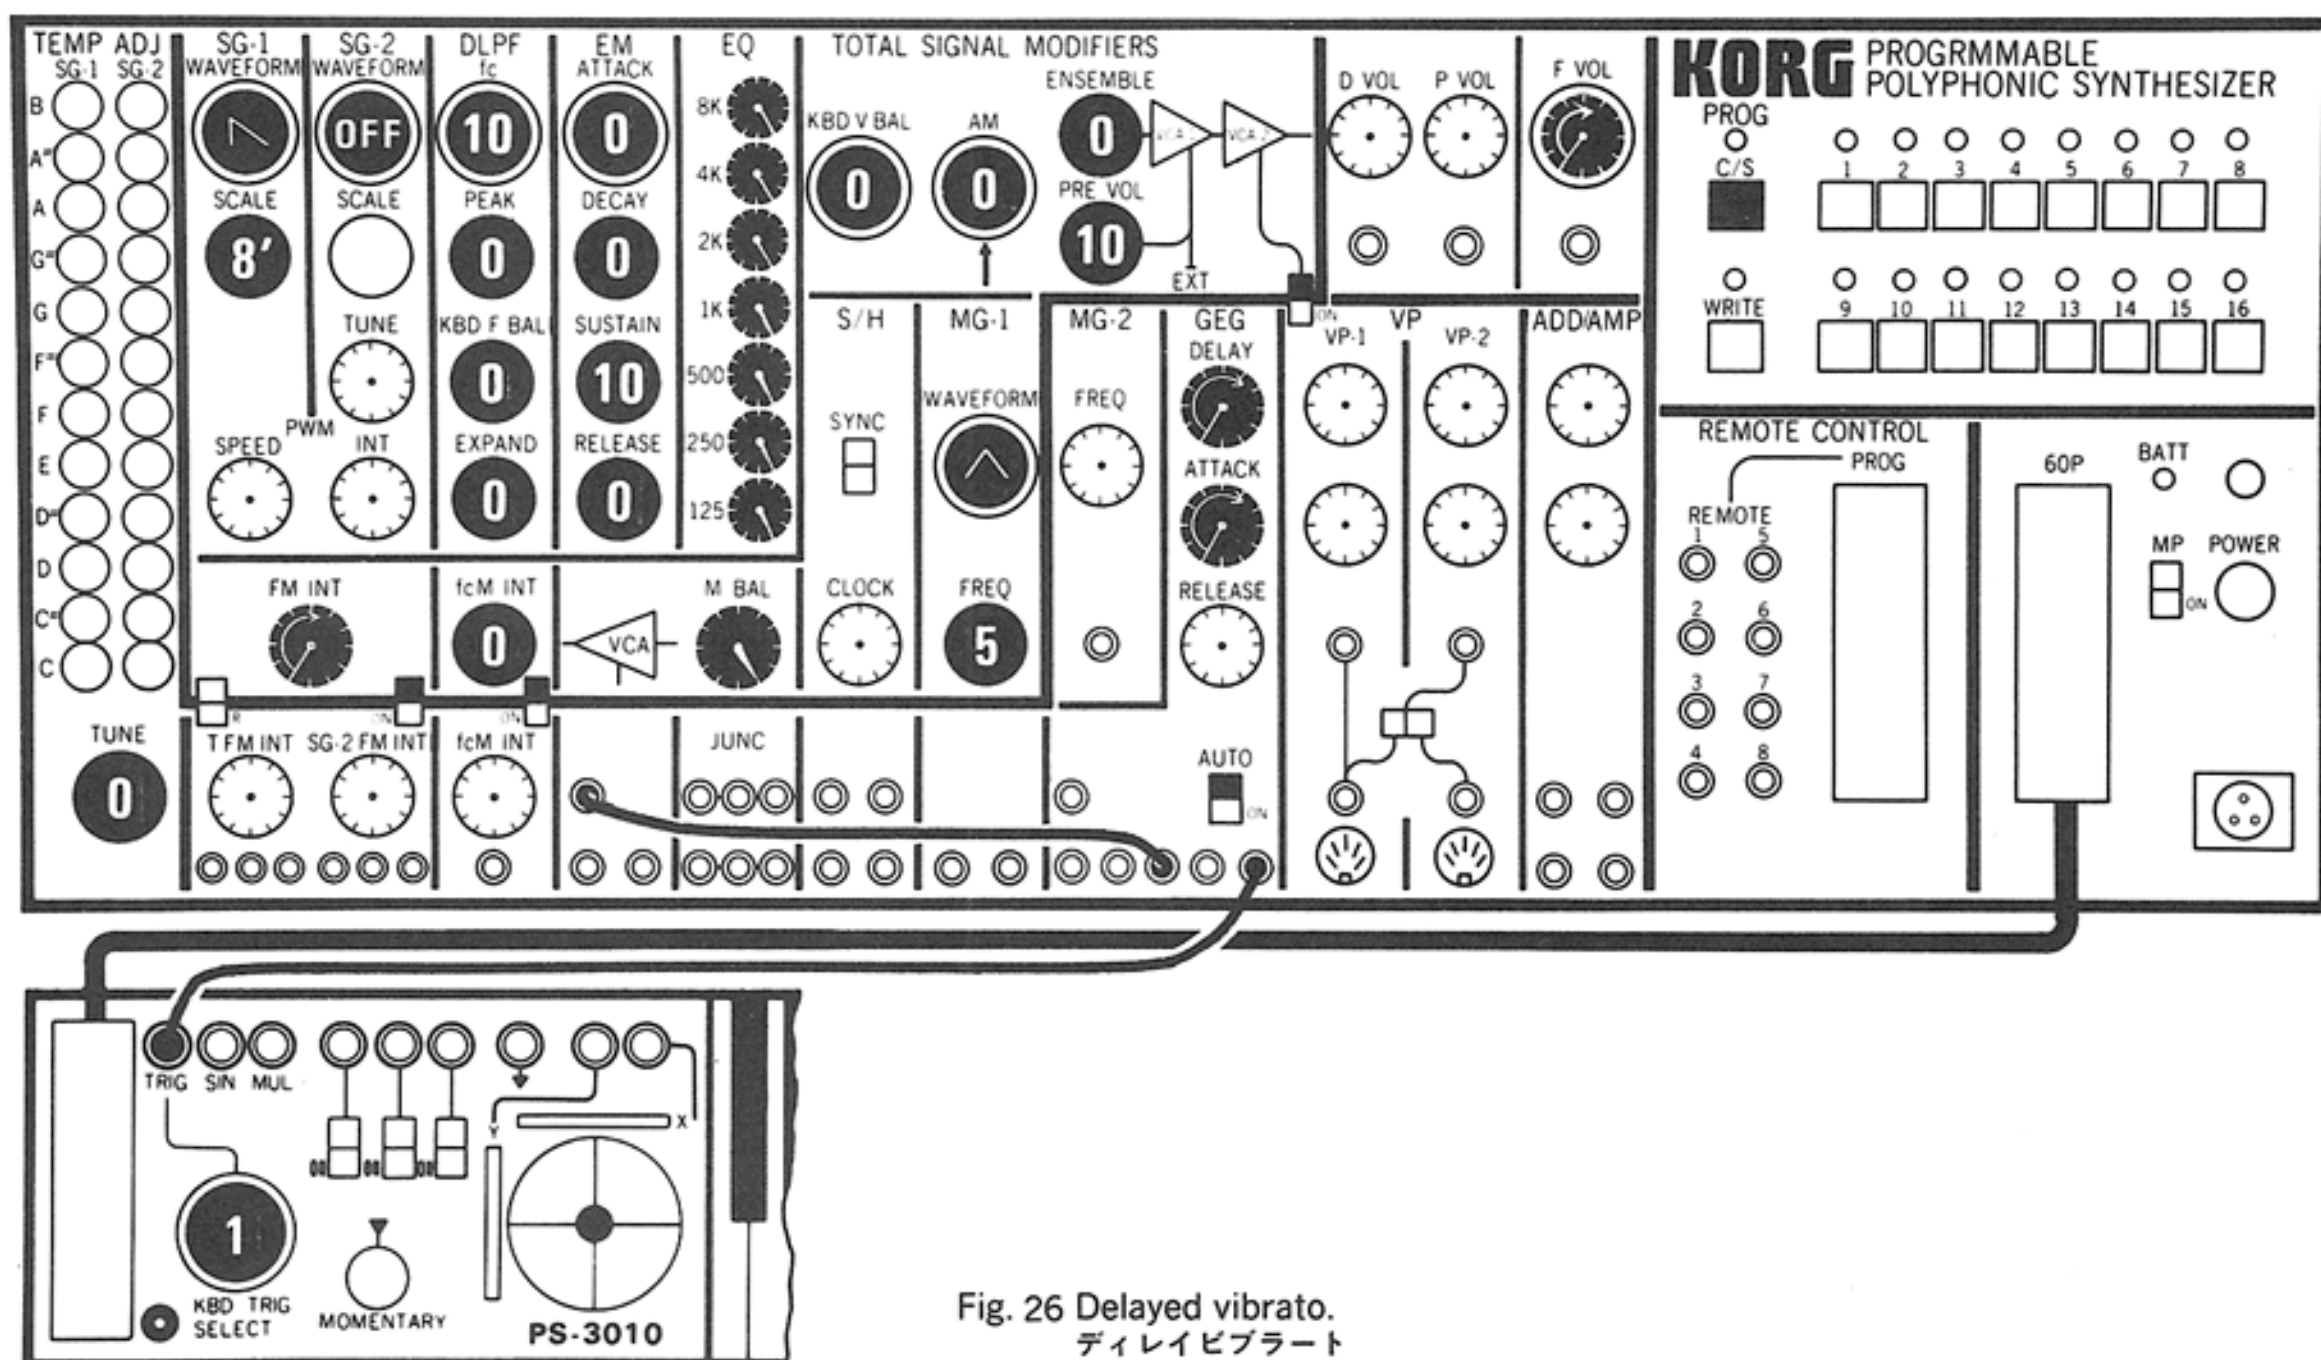 TEMP ADJ
SG-1 SG-2
B
A#
A
G#
G
F#
F
E
D#
D
C#
C
TUNE
0
SG-1
WAVEFORM
SCALE
8'
SPEED
PWM
SG-2
WAVEFORM
OFF
SCALE
TUNE
INT
DLPF
fc
10
PEAK
0
KBD F BAL
0
EXPAND
0
EM
ATTACK
0
DECAY
0
SUSTAIN
10
RELEASE
0
EQ
8K
4K
2K
1K
500
250
125
FM INT
fcM INT
0
VCA
M BAL
R
ON
ON
T FM INT SG-2 FM INT
fcM INT
JUNC
TOTAL SIGNAL MODIFIERS
KBD V BAL
0
AM
0
ENSEMBLE
0
PRE VOL
10
VCA 1
VCA 2
EXT
ON
S/H
SYNC
CLOCK
MG-1
WAVEFORM
FREQ
5
MG-2
FREQ
GEG
DELAY
ATTACK
RELEASE
AUTO
ON
D VOL
P VOL
F VOL
VP
VP-1
VP-2
ADD/AMP
KORG PROGRMMABLE
POLYPHONIC SYNTHESIZER
PROG
C/S
1 2 3 4 5 6 7 8
WRITE
9 10 11 12 13 14 15 16
REMOTE CONTROL
PROG
REMOTE
1 5
2 6
3 7
4 8
60P
BATT
MP
ON
POWER
TRIG SIN MUL
Y
X
1
KBD TRIG
SELECT
MOMENTARY
PS-3010
Fig. 26 Delayed vibrato.
ディレイビブラート